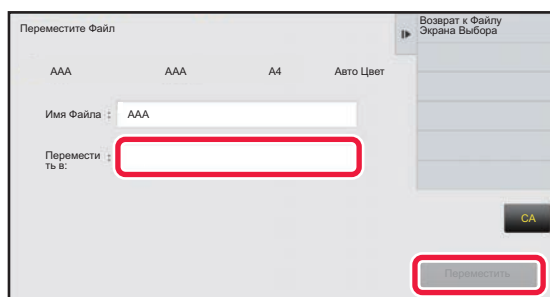 Переместите Файл
Возврат к Файлу
Экрана Выбора
AAA AAA A4 Авто Цвет
Имя Файла : AAA
Перемести :
ть в:
CA
Переместить